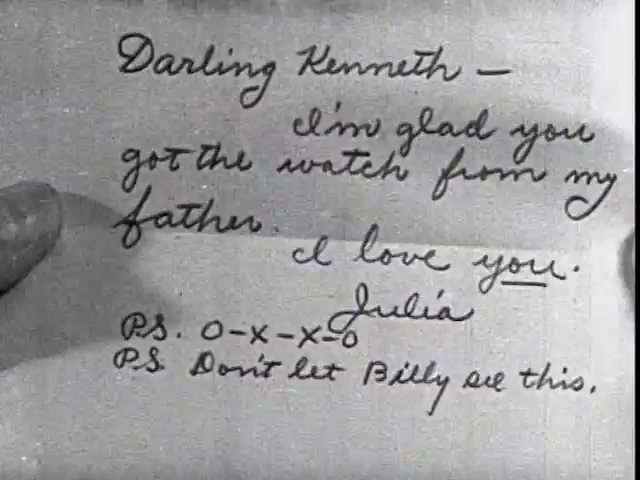 Darling Kenneth —
I'm glad you
got the watch from my
father.
I love you.
Julia
P.S. O-X-X-O
P.S. Don't let Billy see this.